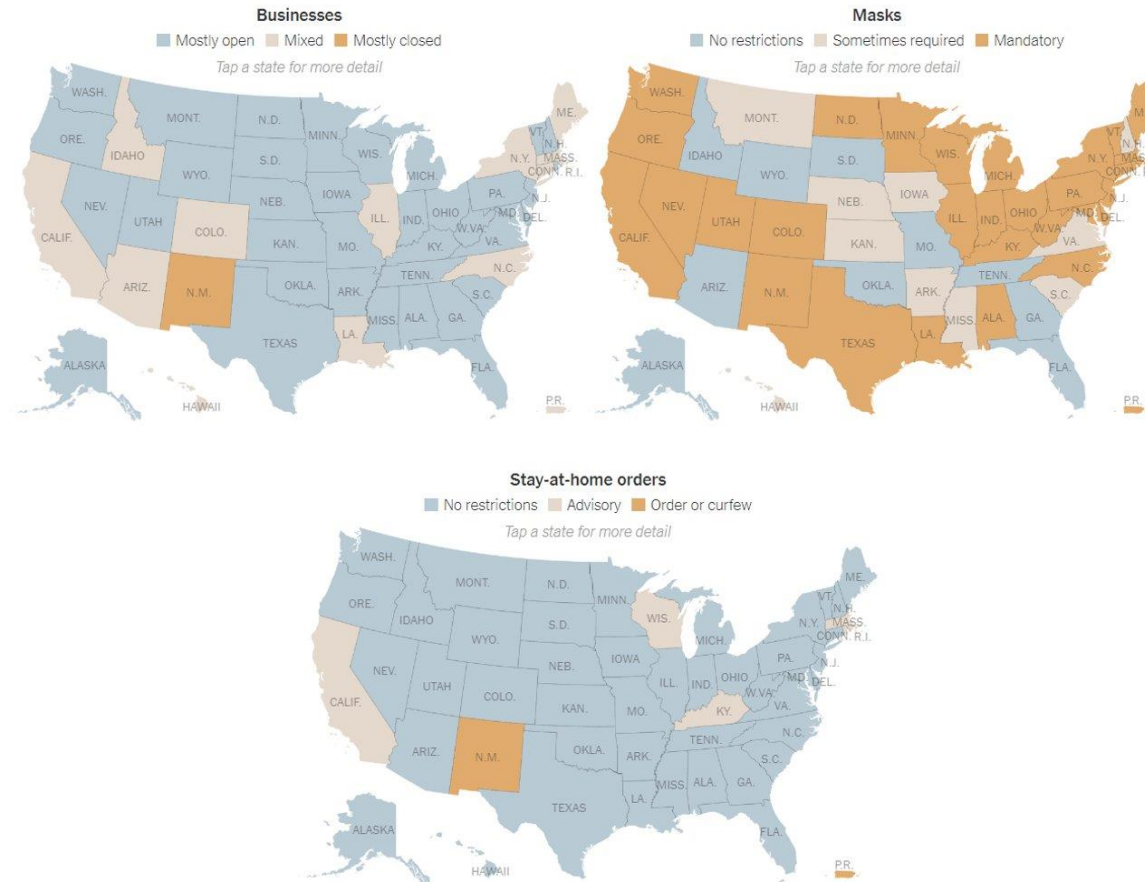 Businesses
Mostly open Mixed Mostly closed
Tap a state for more detail
WASH.
MONT.
N.D.
MINN.
ME.
ORE.
IDAHO
S.D.
WIS.
VT.
N.H.
WYO.
MICH.
N.Y.
MASS.
CONN. R.I.
NEV.
NEB.
IOWA
PA.
N.J.
UTAH
COLO.
ILL.
IND.
OHIO
MD.
DEL.
CALIF.
KAN.
MO.
W.VA.
VA.
KY.
ARIZ.
N.M.
OKLA.
ARK.
TENN.
N.C.
S.C.
TEXAS
LA.
MISS.
ALA.
GA.
FLA.
ALASKA
HAWAII
P.R.
Masks
No restrictions Sometimes required Mandatory
Tap a state for more detail
WASH.
MONT.
N.D.
MINN.
ORE.
IDAHO
S.D.
WIS.
VT.
N.H.
WYO.
MICH.
N.Y.
MASS.
CONN. R.I.
NEV.
NEB.
IOWA
PA.
N.J.
UTAH
COLO.
ILL.
IND.
OHIO
MD.
DEL.
CALIF.
KAN.
MO.
W.VA.
VA.
KY.
ARIZ.
N.M.
OKLA.
ARK.
TENN.
N.C.
S.C.
TEXAS
LA.
MISS.
ALA.
GA.
FLA.
ALASKA
HAWAII
P.R.
Stay-at-home orders
No restrictions Advisory Order or curfew
Tap a state for more detail
WASH.
MONT.
N.D.
MINN.
ME.
ORE.
IDAHO
S.D.
WIS.
VT.
N.H.
WYO.
MICH.
N.Y.
MASS.
CONN. R.I.
NEV.
NEB.
IOWA
PA.
N.J.
UTAH
COLO.
ILL.
IND.
OHIO
MD.
DEL.
CALIF.
KAN.
MO.
W.VA.
VA.
KY.
ARIZ.
N.M.
OKLA.
ARK.
TENN.
N.C.
S.C.
TEXAS
LA.
MISS.
ALA.
GA.
FLA.
ALASKA
HAWAII
P.R.